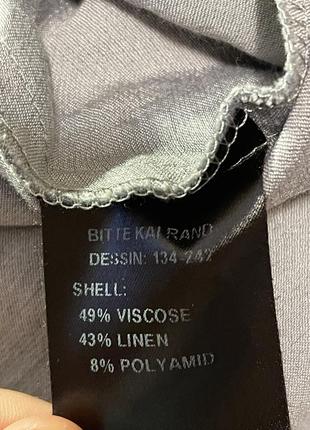 BITTE KAI RAND
DESSIN: 134-242
SHELL:
49% VISCOSE
43% LINEN
8% POLYAMID